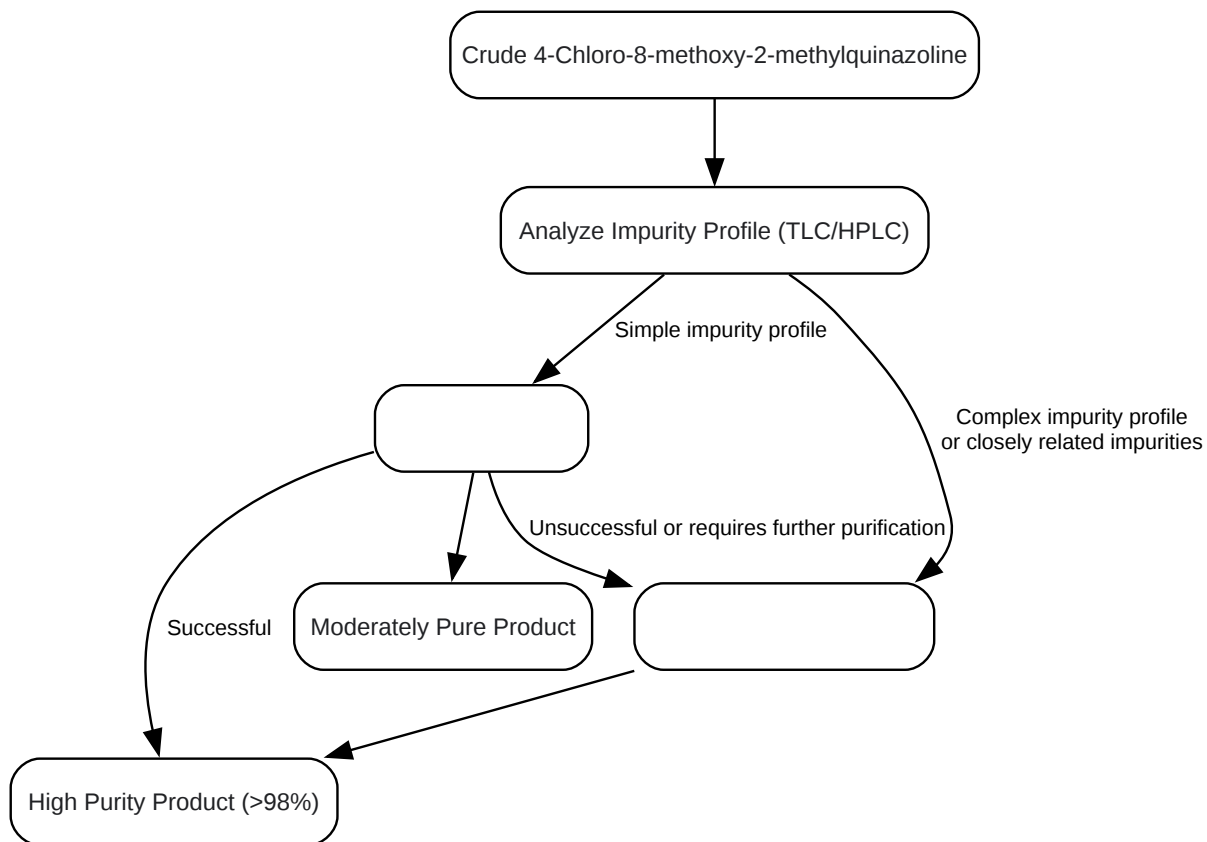 Crude 4-Chloro-8-methoxy-2-methylquinazoline
Analyze Impurity Profile (TLC/HPLC)
Simple impurity profile
Complex impurity profile
or closely related impurities
Unsuccessful or requires further purification
Successful
Moderately Pure Product
High Purity Product (>98%)